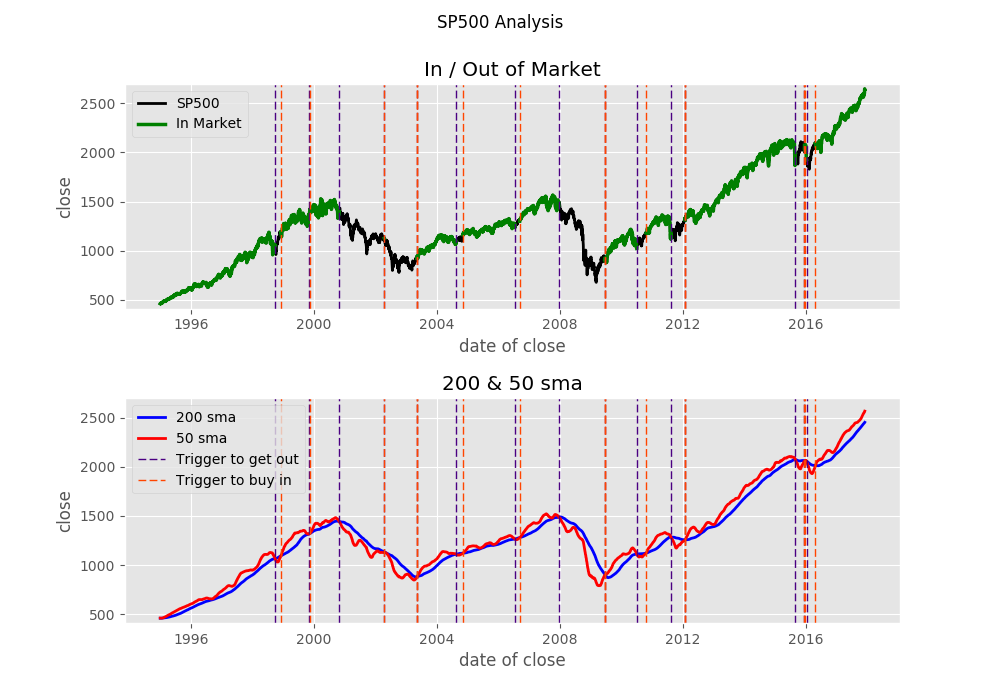 SP500 Analysis
In / Out of Market
SP500
In Market
2500
2000
1500
1000
500
close
1996 2000 2004 2008 2012 2016
date of close
200 & 50 sma
200 sma
50 sma
Trigger to get out
Trigger to buy in
2500
2000
1500
1000
500
close
1996 2000 2004 2008 2012 2016
date of close